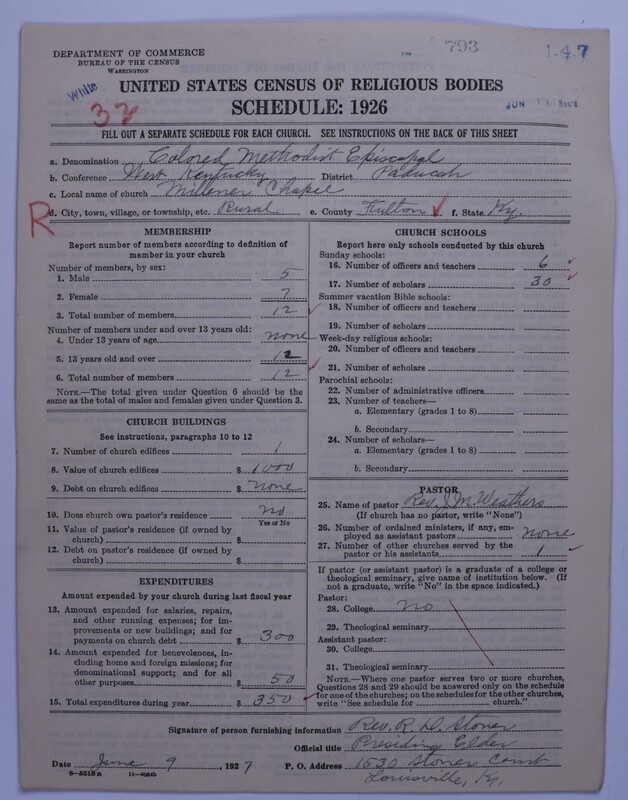 793
1-4-7
DEPARTMENT OF COMMERCE
BUREAU OF THE CENSUS
WASHINGTON
White
32
UNITED STATES CENSUS OF RELIGIOUS BODIES
SCHEDULE: 1926
JUN 13
FILL OUT A SEPARATE SCHEDULE FOR EACH CHURCH. SEE INSTRUCTIONS ON THE BACK OF THIS SHEET
a. Denomination Colored Methodist Episcopal
b. Conference West Kentucky District Paducah
c. Local name of church Milliner Chapel
R
d. City, town, village, or township, etc. Rural e. County Fulton f. State Ky.
MEMBERSHIP
Report number of members according to definition of member in your church
Number of members, by sex:
1. Male 5
2. Female 7
3. Total number of members 12
Number of members under and over 13 years old:
4. Under 13 years of age none
5. 13 years old and over 12
6. Total number of members 12
NOTE.—The total given under Question 6 should be the same as the total of males and females given under Question 3.
CHURCH BUILDINGS
See instructions, paragraphs 10 to 12
7. Number of church edifices 1
8. Value of church edifices $ 1000
9. Debt on church edifices $ none
10. Does church own pastor's residence no
Yes or No
11. Value of pastor's residence (if owned by church) $
12. Debt on pastor's residence (if owned by church) $
EXPENDITURES
Amount expended by your church during last fiscal year
13. Amount expended for salaries, repairs, and other running expenses; for improvements or new buildings; and for payments on church debt $ 300
14. Amount expended for benevolences, including home and foreign missions; for denominational support; and for all other purposes $ 50
15. Total expenditures during year $ 350
CHURCH SCHOOLS
Report here only schools conducted by this church
Sunday schools:
16. Number of officers and teachers 6
17. Number of scholars 30
Summer vacation Bible schools:
18. Number of officers and teachers
19. Number of scholars
Week-day religious schools:
20. Number of officers and teachers
21. Number of scholars
Parochial schools:
22. Number of administrative officers
23. Number of teachers—
a. Elementary (grades 1 to 8)
b. Secondary
24. Number of scholars—
a. Elementary (grades 1 to 8)
b. Secondary
PASTOR
25. Name of pastor Rev. J.M. Weathers
(If church has no pastor, write "None")
26. Number of ordained ministers, if any, employed as assistant pastors none
27. Number of other churches served by the pastor or his assistants 1
If pastor (or assistant pastor) is a graduate of a college or theological seminary, give name of institution below. (If not a graduate, write "No" in the space indicated.)
Pastor:
28. College no
29. Theological seminary
Assistant pastor:
30. College
31. Theological seminary
NOTE.—Where one pastor serves two or more churches, Questions 28 and 29 should be answered only on the schedule for one of the churches; on the schedules for the other churches, write "See schedule for ........ church."
Signature of person furnishing information Rev. R. D. Stoner
Official title Presiding Elder
Date June 9, 1927 P. O. Address 1530 Stoner Court
Louisville, Ky.
8-5318 a